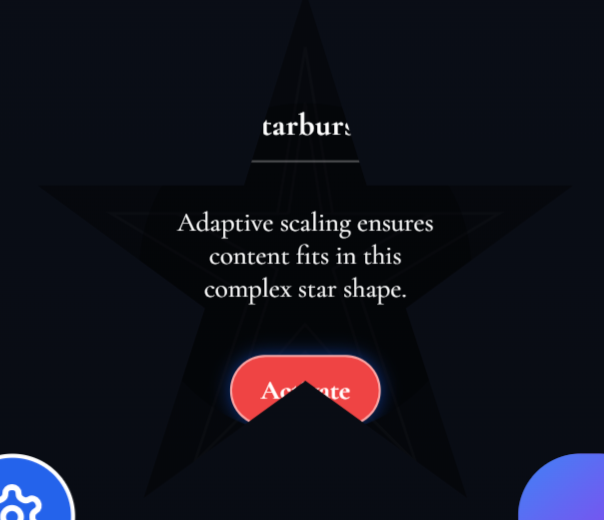 tarburs
Adaptive scaling ensures
content fits in this
complex star shape.